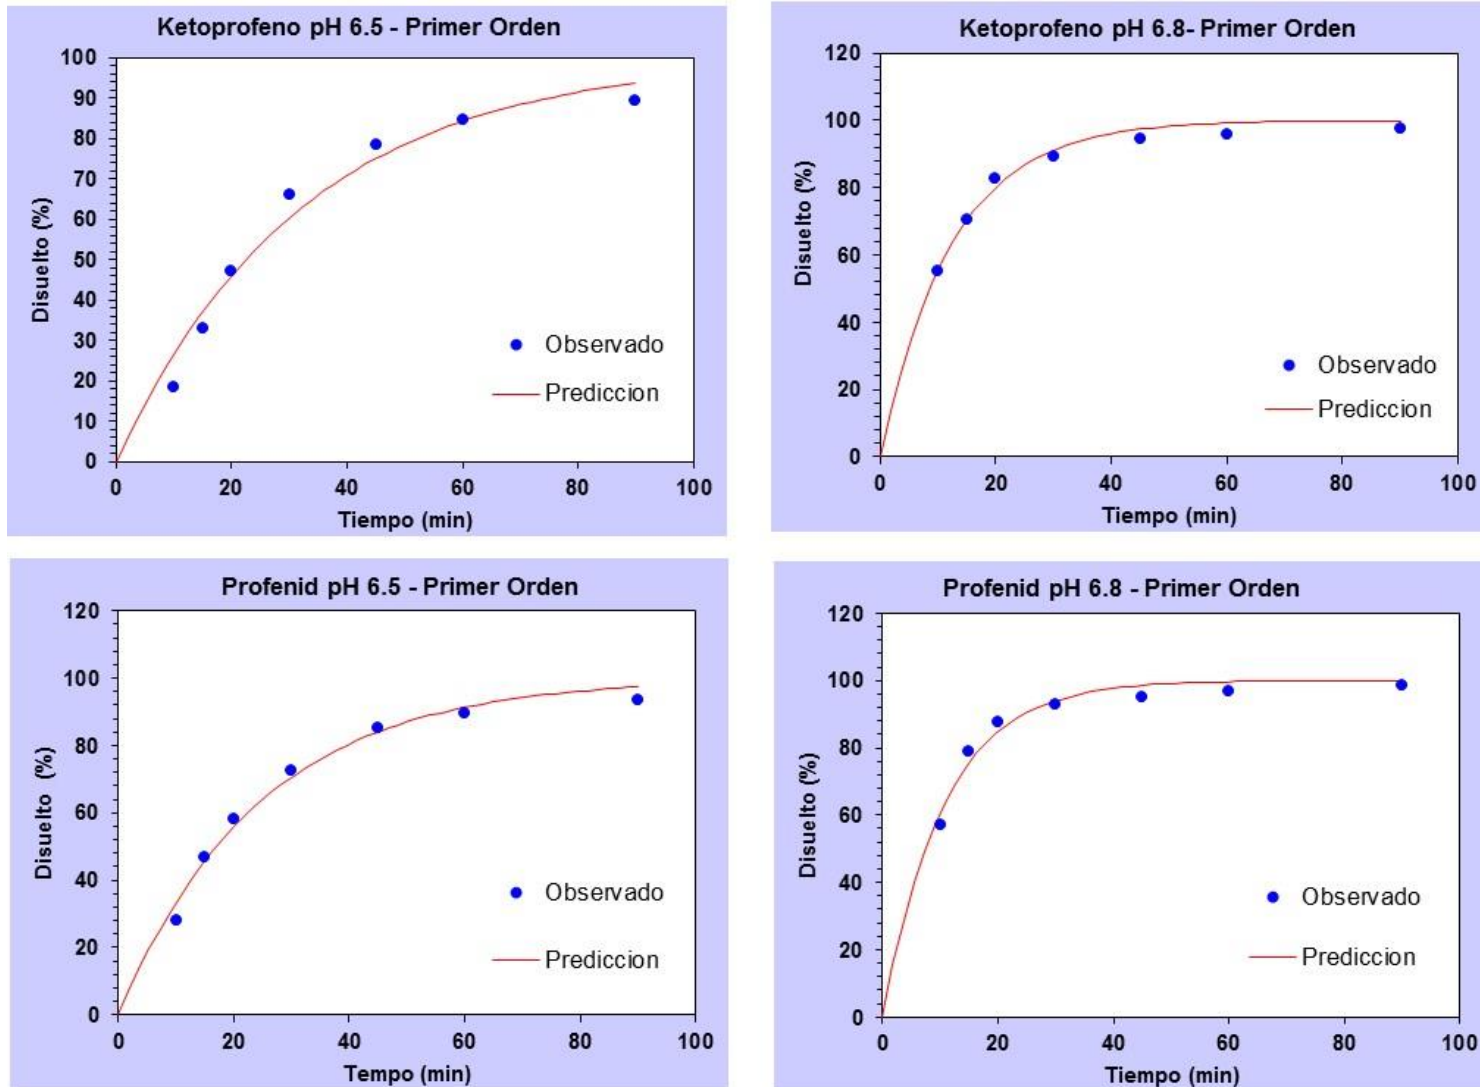 Ketoprofeno pH 6.5 - Primer Orden
100
90
80
70
60
50
40
30
20
10
0
Disuelto (%)
Observado
Prediccion
0 20 40 60 80 100
Tiempo (min)
Ketoprofeno pH 6.8- Primer Orden
120
100
80
60
40
20
0
Disuelto (%)
Observado
Prediccion
0 20 40 60 80 100
Tiempo (min)
Profenid pH 6.5 - Primer Orden
120
100
80
60
40
20
0
Disuelto (%)
Observado
Prediccion
0 20 40 60 80 100
Tempo (min)
Profenid pH 6.8 - Primer Orden
120
100
80
60
40
20
0
Disuelto (%)
Observado
Prediccion
0 20 40 60 80 100
Tiempo (min)